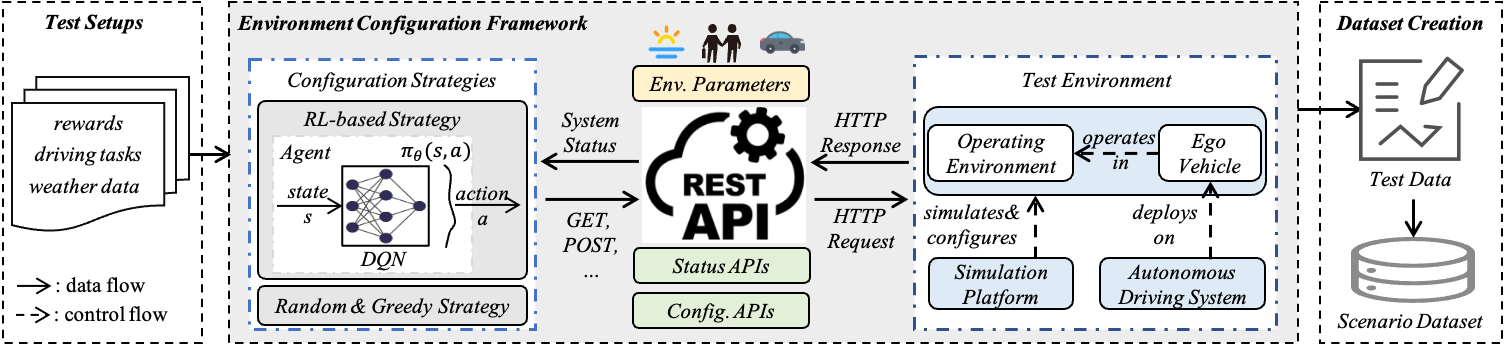 Test Setups
rewards
driving tasks
weather data
: data flow
: control flow
Environment Configuration Framework
Configuration Strategies
RL-based Strategy
Agent
πθ(s,a)
state
s
action
a
DQN
Random & Greedy Strategy
System
Status
GET,
POST,
...
Env. Parameters
REST
API
Status APIs
Config. APIs
HTTP
Response
HTTP
Request
Test Environment
Operating
Environment
operates
in
Ego
Vehicle
simulates&
configures
deploys
on
Simulation
Platform
Autonomous
Driving System
Dataset Creation
Test Data
Scenario Dataset